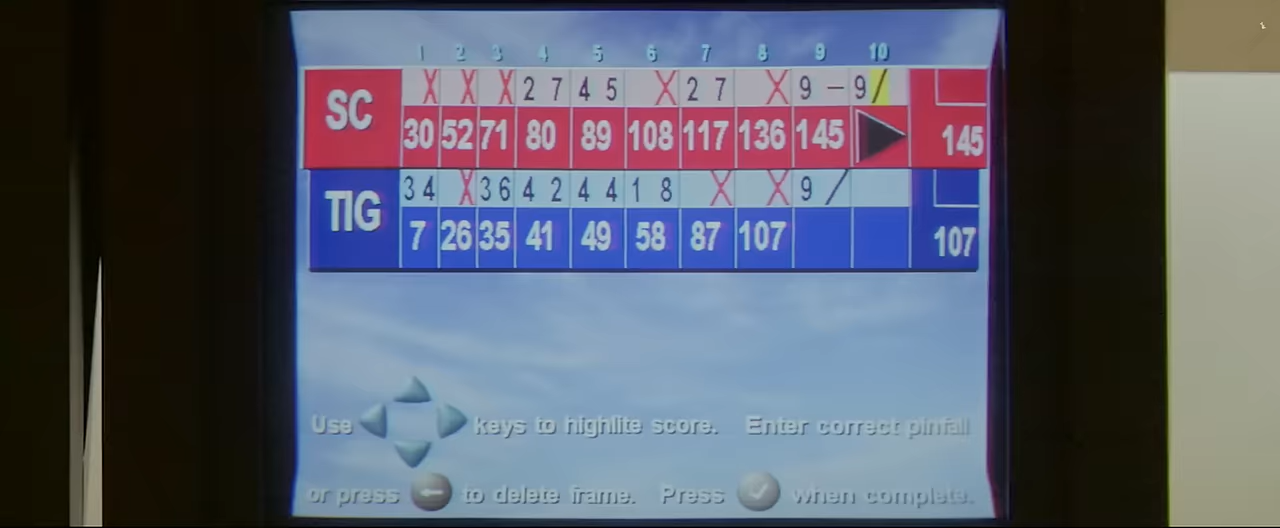 1 2 3 4 5 6 7 8 9 10
SC X X X 2 7 4 5 X 2 7 X 9 - 9 /
30 52 71 80 89 108 117 136 145 145
TIG 3 4 X 3 6 4 2 4 4 1 8 X X 9 /
7 26 35 41 49 58 87 107 107
Use keys to highlite score. Enter correct pinfall
or press to delete frame. Press when complete.